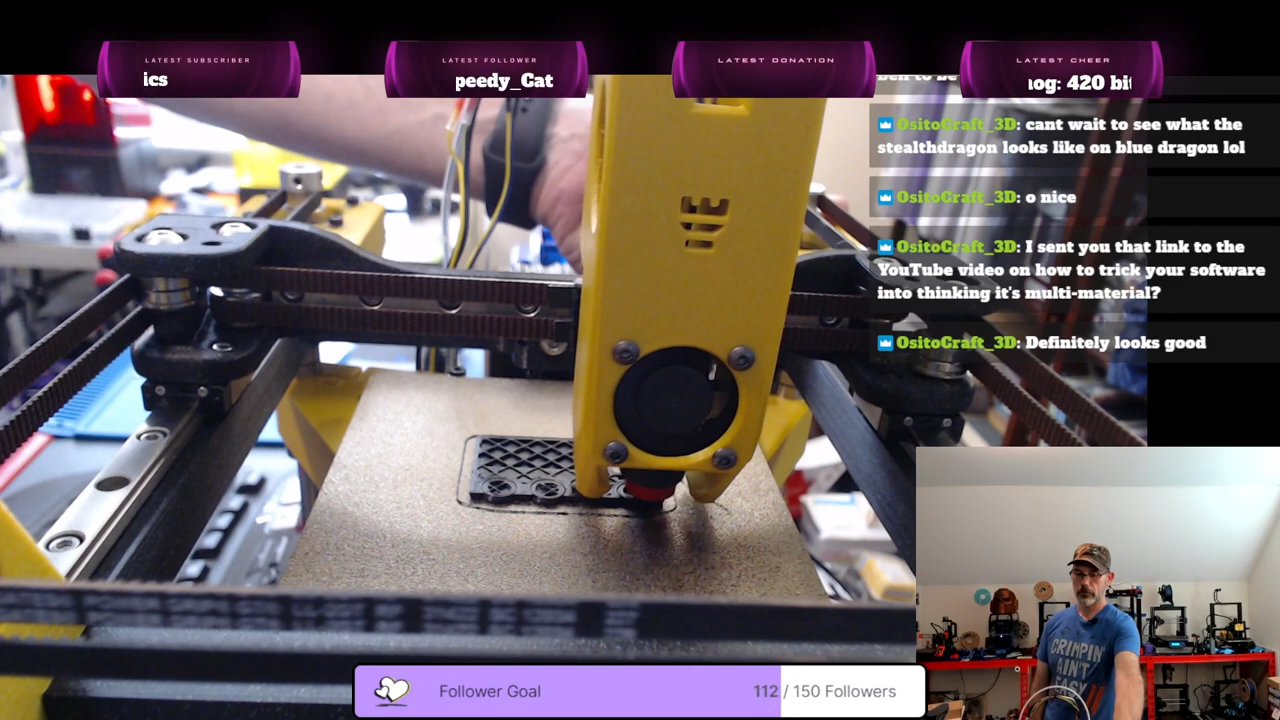 LATEST SUBSCRIBER
ics
LATEST FOLLOWER
peedy_Cat
LATEST DONATION
LATEST CHEER
og: 420 bit
OsitoCraft_3D: cant wait to see what the
stealthdragon looks like on blue dragon lol
OsitoCraft_3D: o nice
OsitoCraft_3D: I sent you that link to the
YouTube video on how to trick your software
into thinking it's multi-material?
OsitoCraft_3D: Definitely looks good
CRIMPIN'
AIN'T
EASY
Follower Goal
112 / 150 Followers